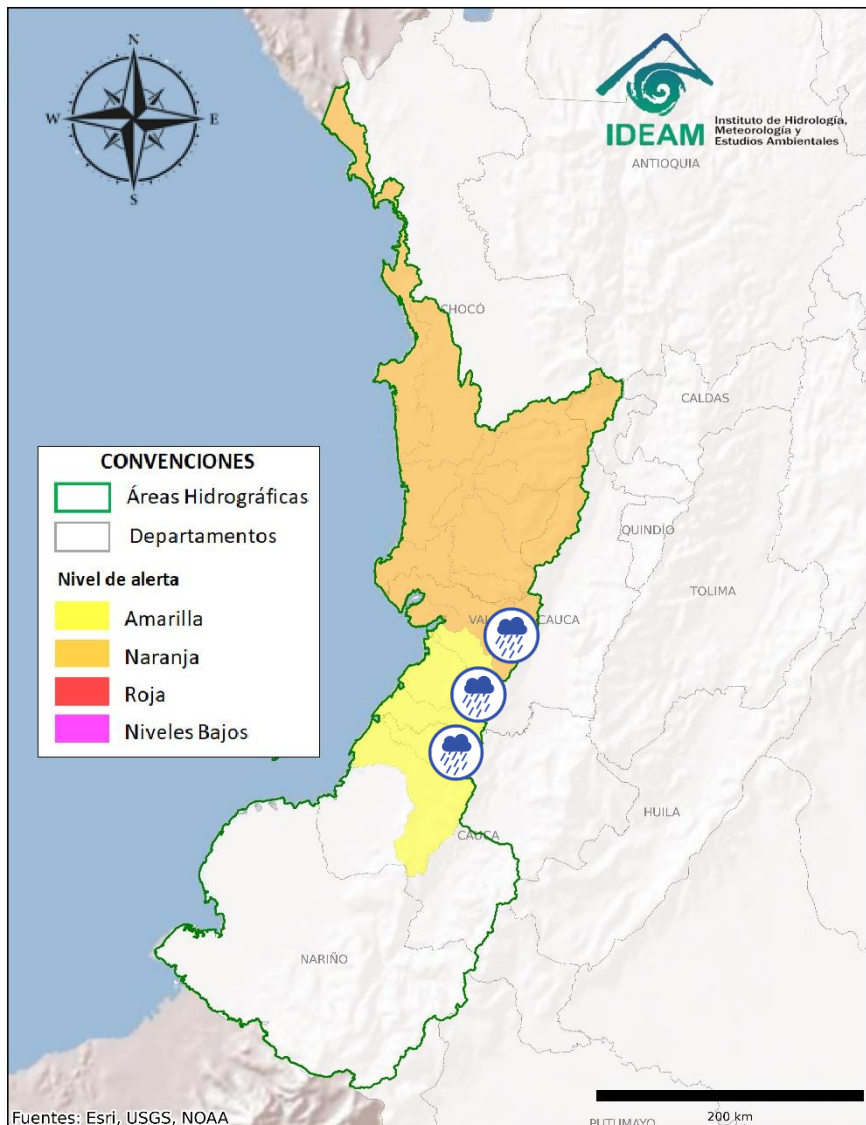 N
W
E
S
IDEAM
Instituto de Hidrología,
Meteorología y
Estudios Ambientales
ANTIOQUIA
CHOCÓ
CALDAS
CONVENCIONES
Áreas Hidrográficas
Departamentos
Nivel de alerta
Amarilla
Naranja
Roja
Niveles Bajos
QUINDÍO
TOLIMA
CAUCA
HUILA
CAUCA
NARIÑO
PUTUMAYO
200 km
Fuentes: Esri, USGS, NOAA